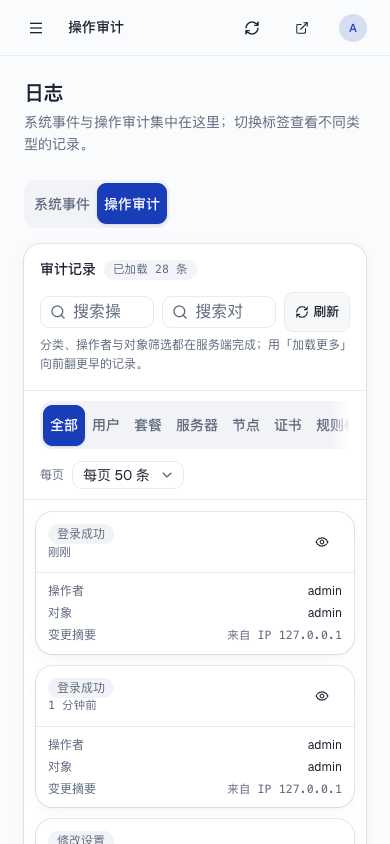 操作审计
A
日志
系统事件与操作审计集中在这里；切换标签查看不同类
型的记录。
系统事件 操作审计
审计记录 已加载 28 条
搜索操 搜索对 刷新
分类、操作者与对象筛选都在服务端完成；用「加载更多」
向前翻更早的记录。
全部 用户 套餐 服务器 节点 证书 规则
每页 每页 50 条
登录成功
刚刚
操作者 admin
对象 admin
变更摘要 来自 IP 127.0.0.1
登录成功
1 分钟前
操作者 admin
对象 admin
变更摘要 来自 IP 127.0.0.1
修改设置